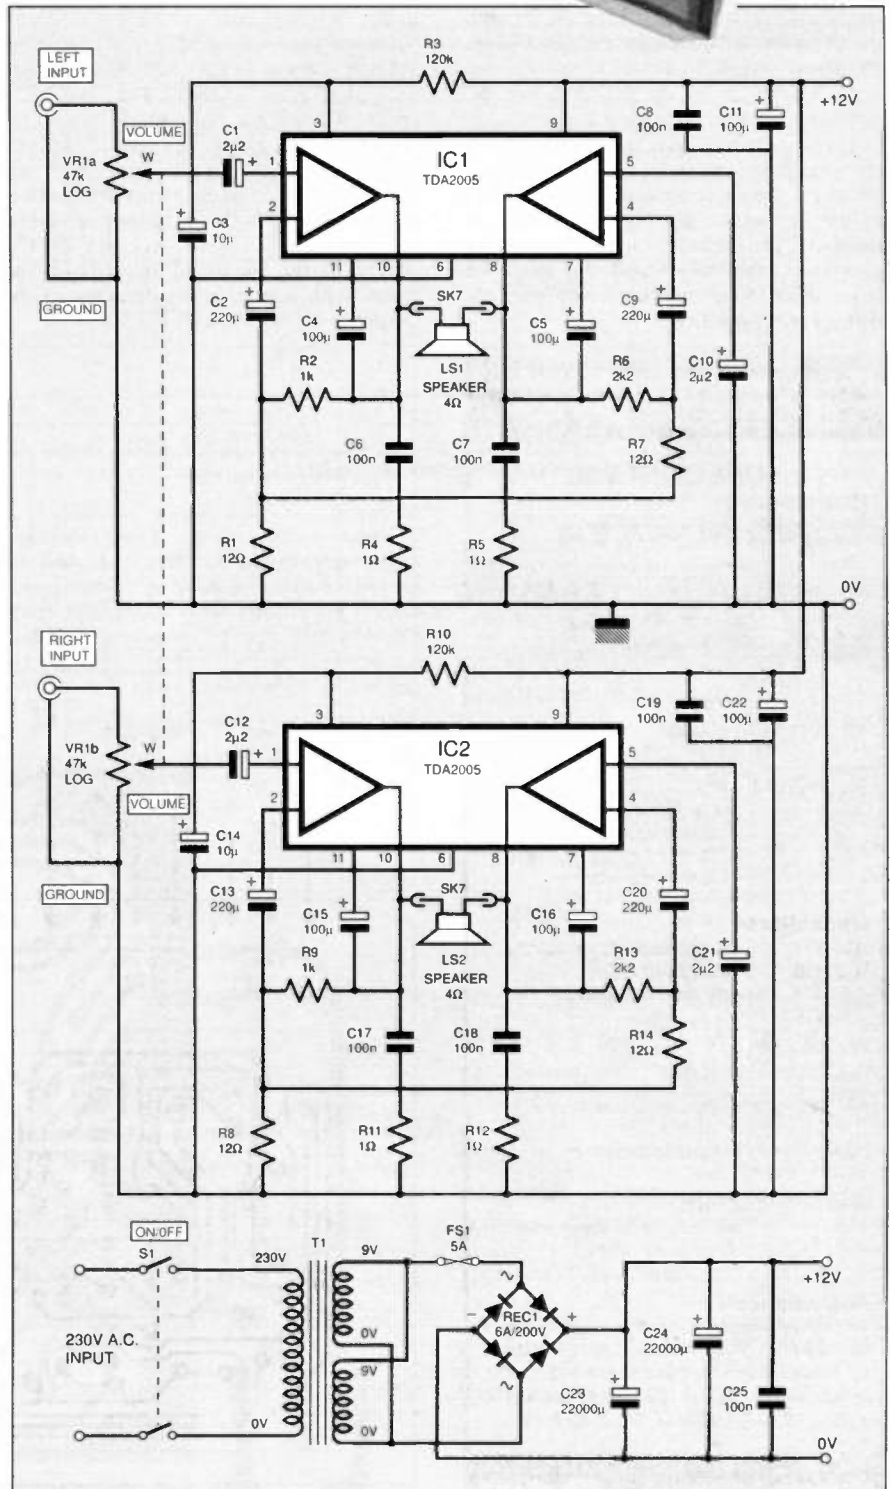 R3
120k
LEFT
INPUT
+12V
VOLUME
C1
2µ2
3
9
C8
100n
C11
100µ
+
VR1a
47k
LOG
W
+
1
2
IC1
TDA2005
5
4
+
C3
10µ
11
10
6
8
7
GROUND
+
C2
220µ
+
C4
100µ
SK7
+
C5
100µ
+
C9
220µ
+
C10
2µ2
R2
1k
LS1
SPEAKER
4Ω
R6
2k2
C6
100n
C7
100n
R7
12Ω
R1
12Ω
R4
1Ω
R5
1Ω
0V
RIGHT
INPUT
R10
120k
C12
2µ2
3
9
C19
100n
C22
100µ
+
VR1b
47k
LOG
W
+
1
2
IC2
TDA2005
5
4
VOLUME
+
C14
10µ
11
10
6
8
7
GROUND
+
C13
220µ
+
C15
100µ
SK7
+
C16
100µ
+
C20
220µ
+
C21
2µ2
R9
1k
LS2
SPEAKER
4Ω
R13
2k2
C17
100n
C18
100n
R14
12Ω
R8
12Ω
R11
1Ω
R12
1Ω
ON/OFF
S1
230V
T1
9V
FS1
5A
+12V
~
0V
9V
−
REC1
6A/200V
+
+
C24
22000µ
230V A.C.
INPUT
~
+
C23
22000µ
C25
100n
0V
0V
0V